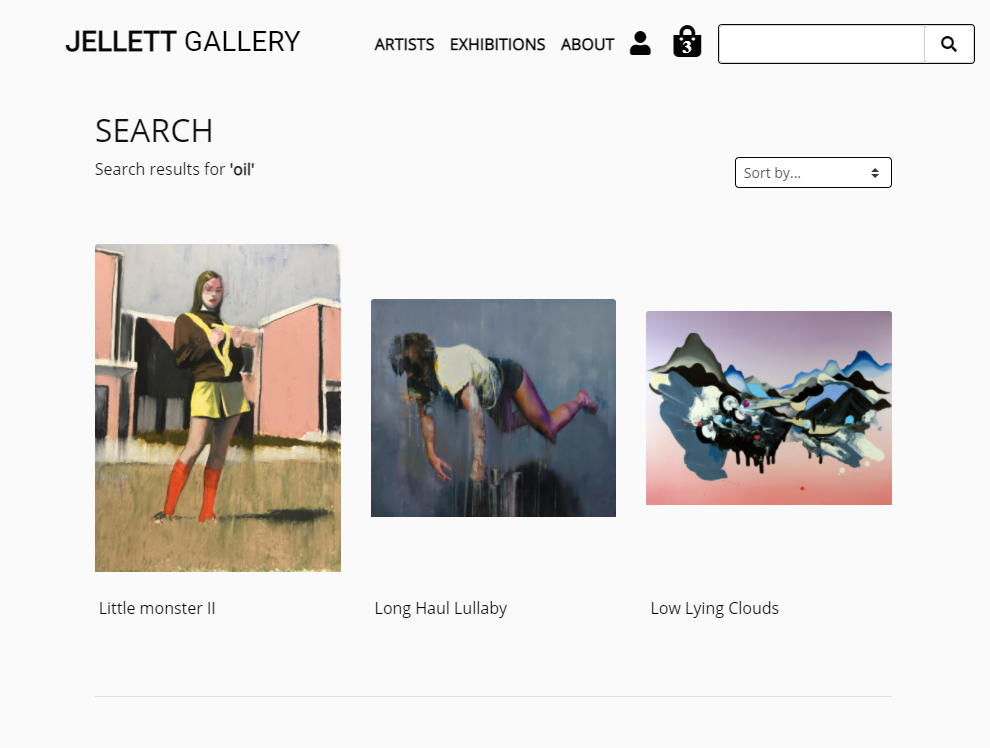 JELLETT GALLERY
ARTISTS EXHIBITIONS ABOUT 3
SEARCH
Search results for 'oil'
Sort by...
Little monster II
Long Haul Lullaby
Low Lying Clouds